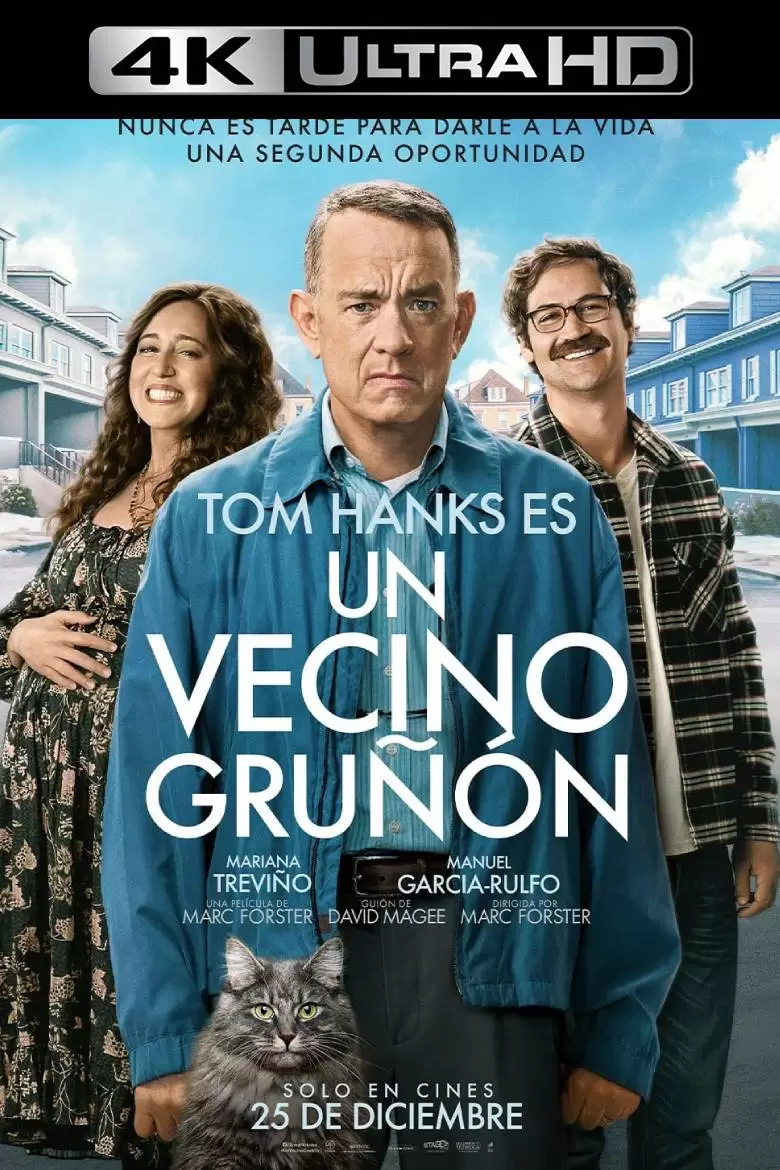 4K ULTRA HD
NUNCA ES TARDE PARA DARLE A LA VIDA
UNA SEGUNDA OPORTUNIDAD
TOM HANKS ES
UN
VECINO
GRUÑÓN
MARIANA
TREVIÑO
MANUEL
GARCIA-RULFO
UNA PELÍCULA DE
MARC FORSTER
GUIÓN DE
DAVID MAGEE
DIRIGIDA POR
MARC FORSTER
SOLO EN CINES
25 DE DICIEMBRE